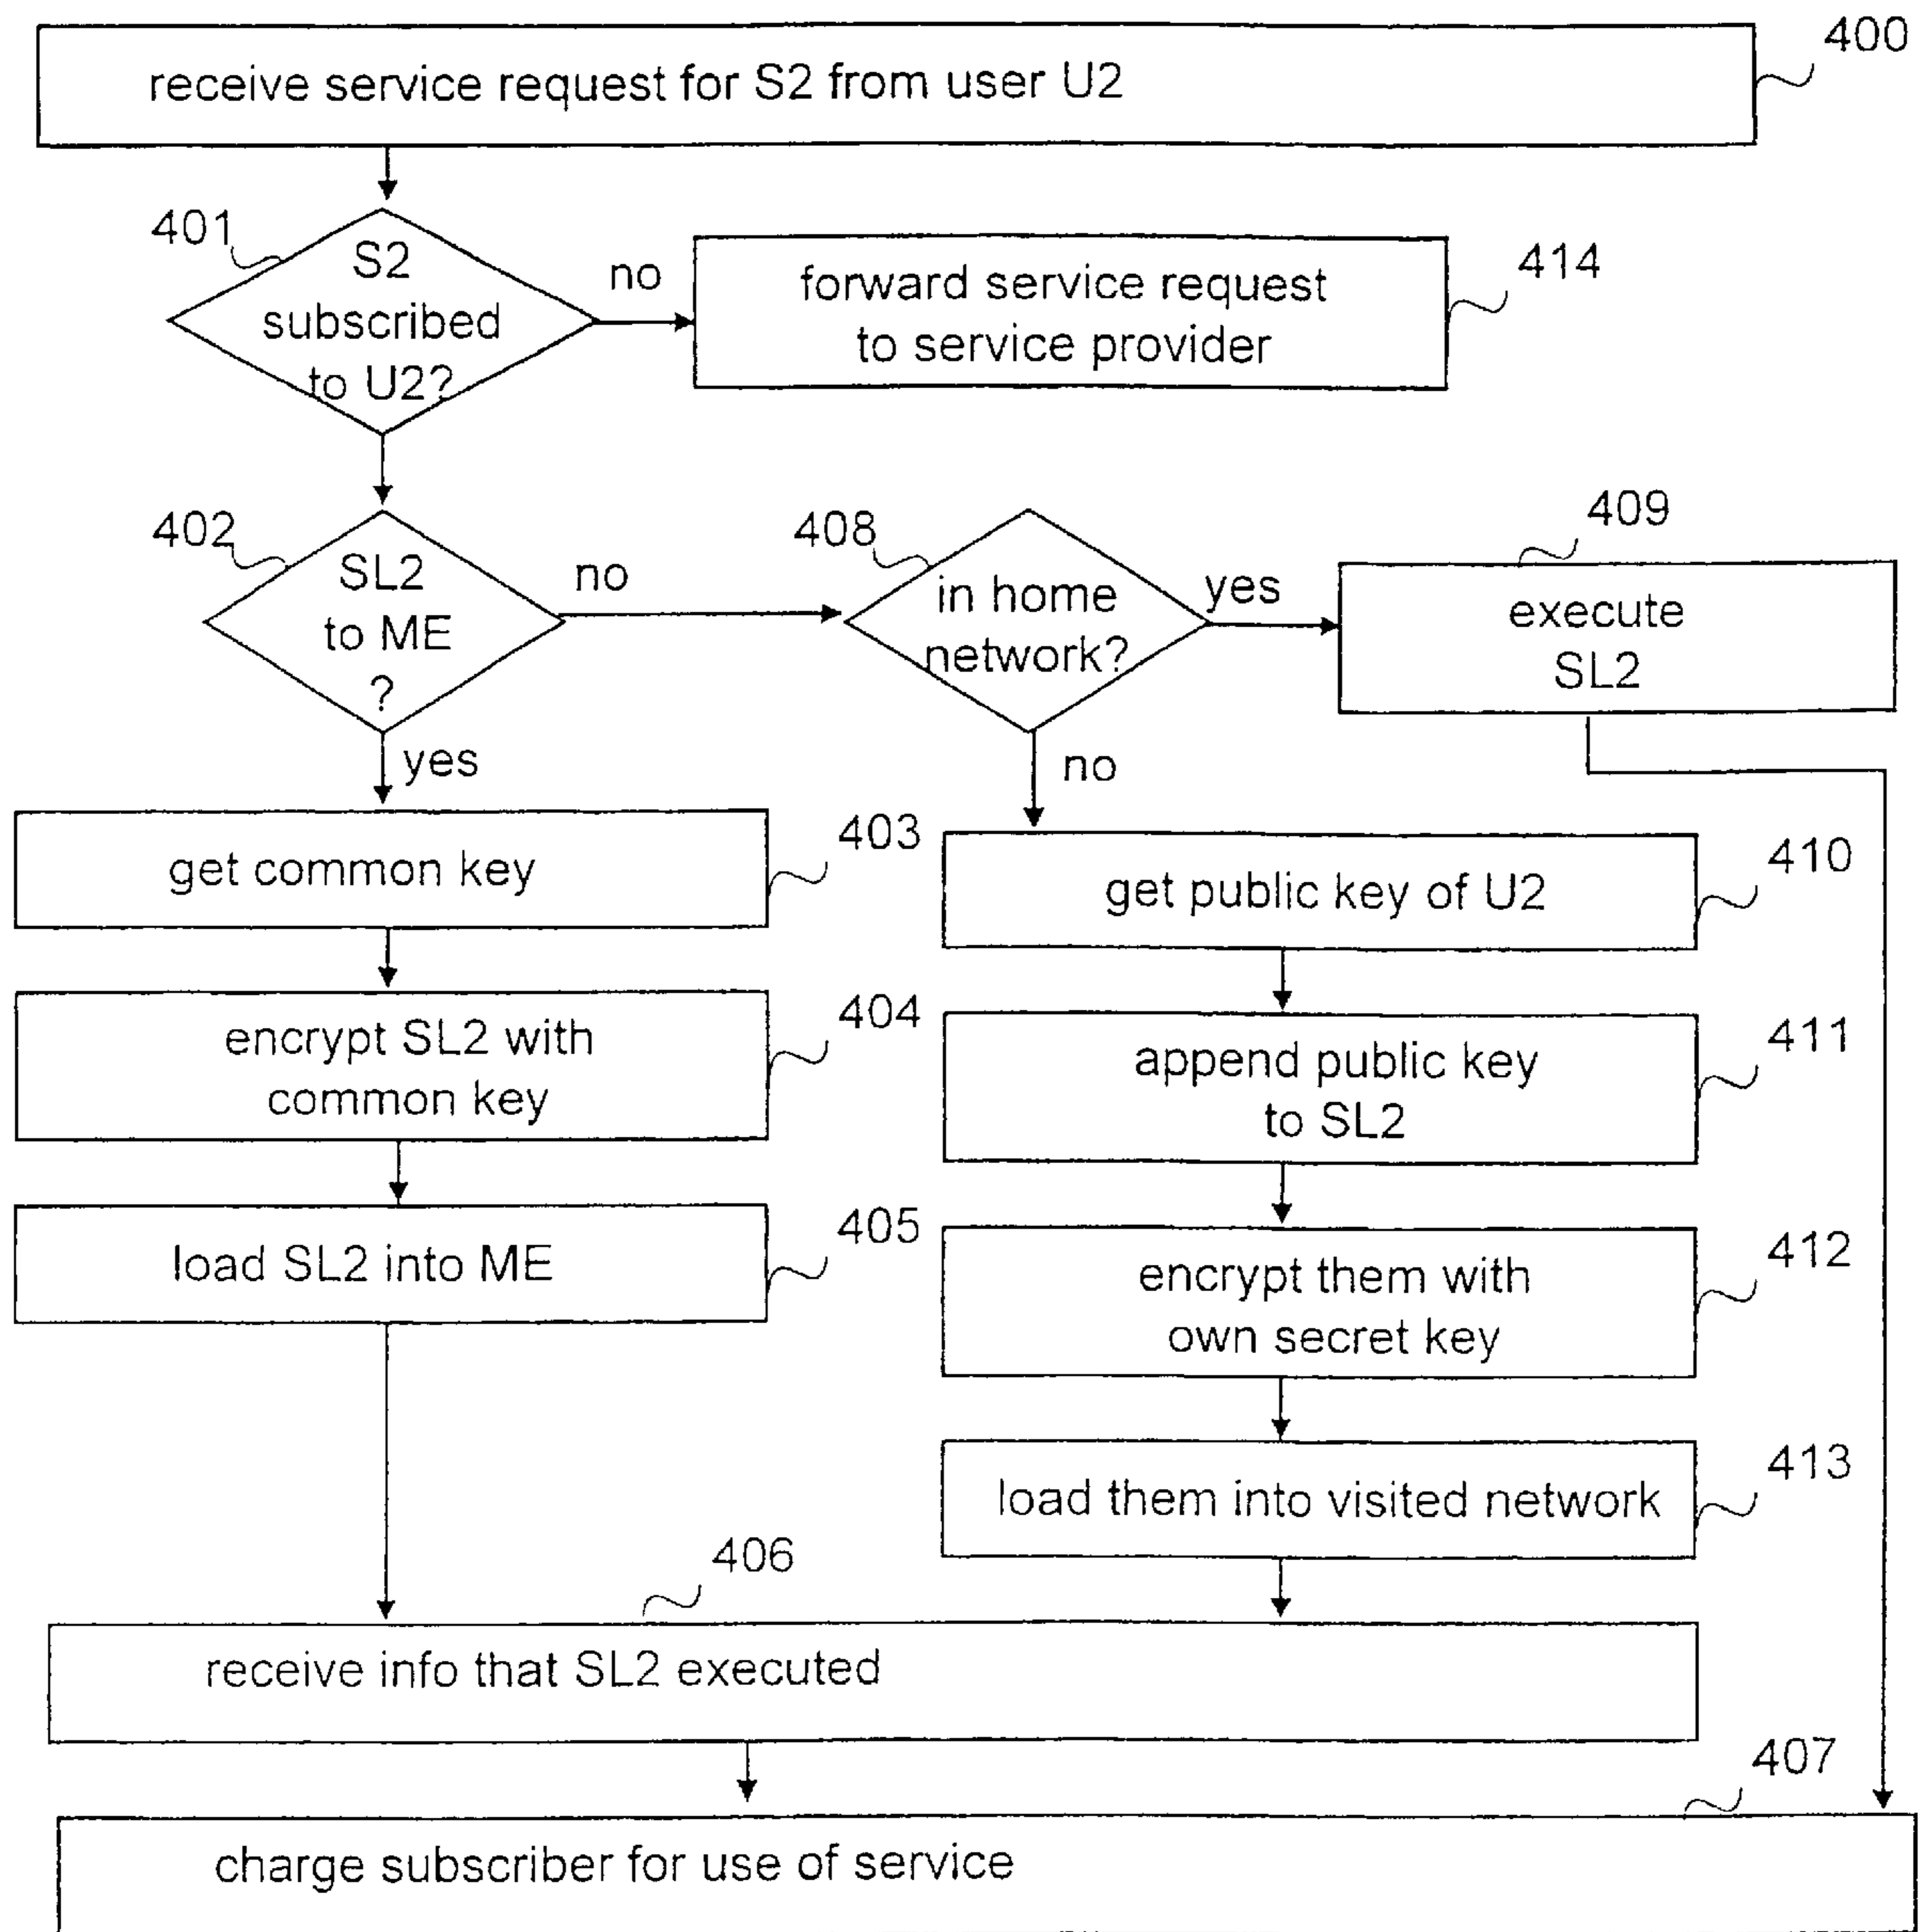 400
receive service request for S2 from user U2
401
S2
subscribed
to U2?
no
forward service request
to service provider
414
402
SL2
to ME
?
no
408
in home
network?
yes
409
execute
SL2
yes
no
get common key
403
get public key of U2
410
encrypt SL2 with
common key
404
append public key
to SL2
411
load SL2 into ME
405
encrypt them with
own secret key
412
load them into visited network
413
406
receive info that SL2 executed
407
charge subscriber for use of service